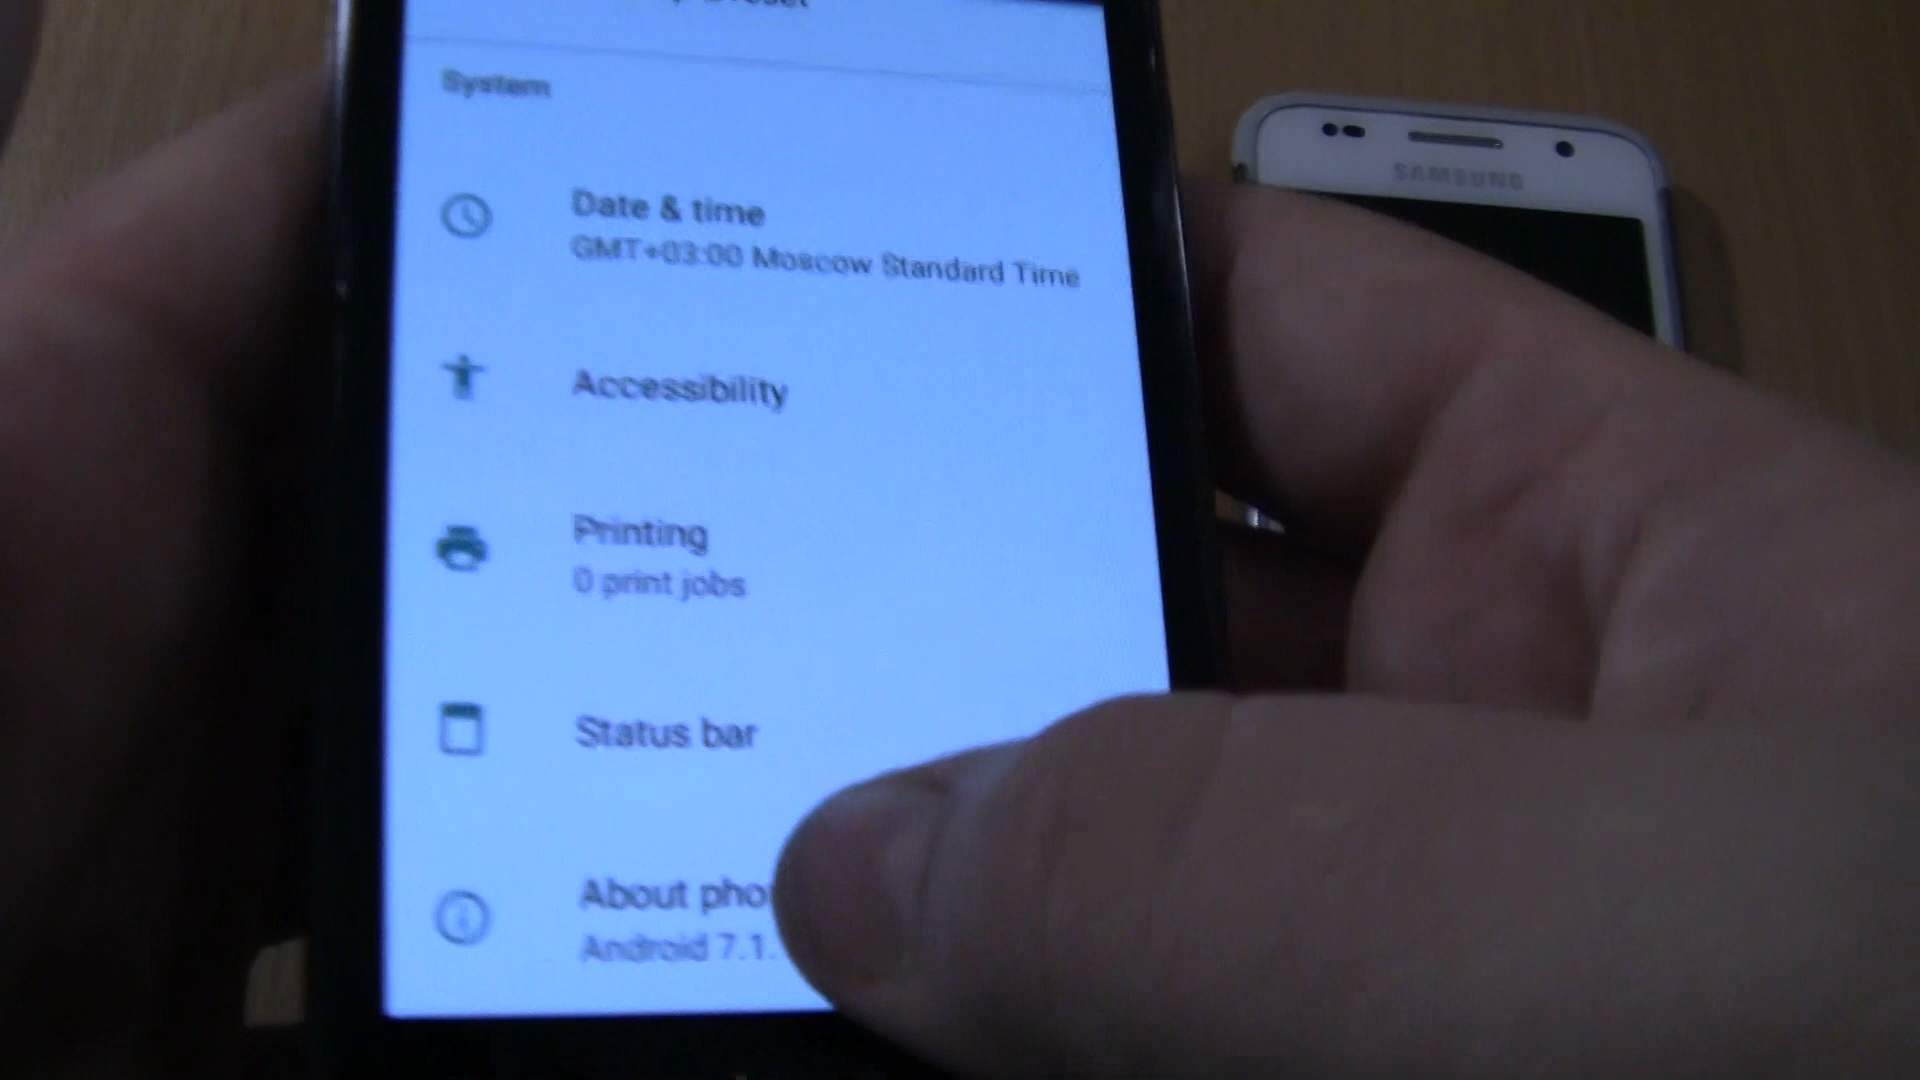 System
Date & time
GMT+03:00 Moscow Standard Time
SAMSUNG
Accessibility
Printing
0 print jobs
Status bar
About pho
Android 7.1.